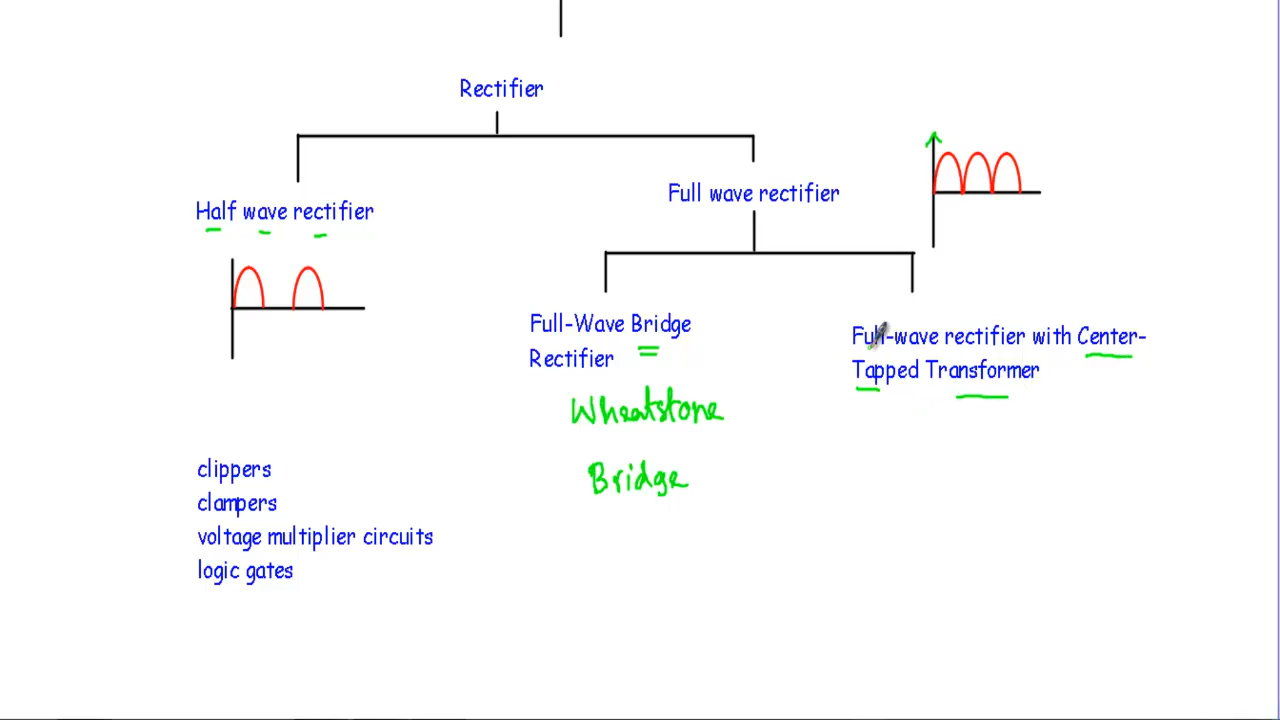 Rectifier
Half wave rectifier
Full wave rectifier
Full-Wave Bridge
Rectifier
Full-wave rectifier with Center-
Tapped Transformer
Wheatstone
Bridge
clippers
clampers
voltage multiplier circuits
logic gates